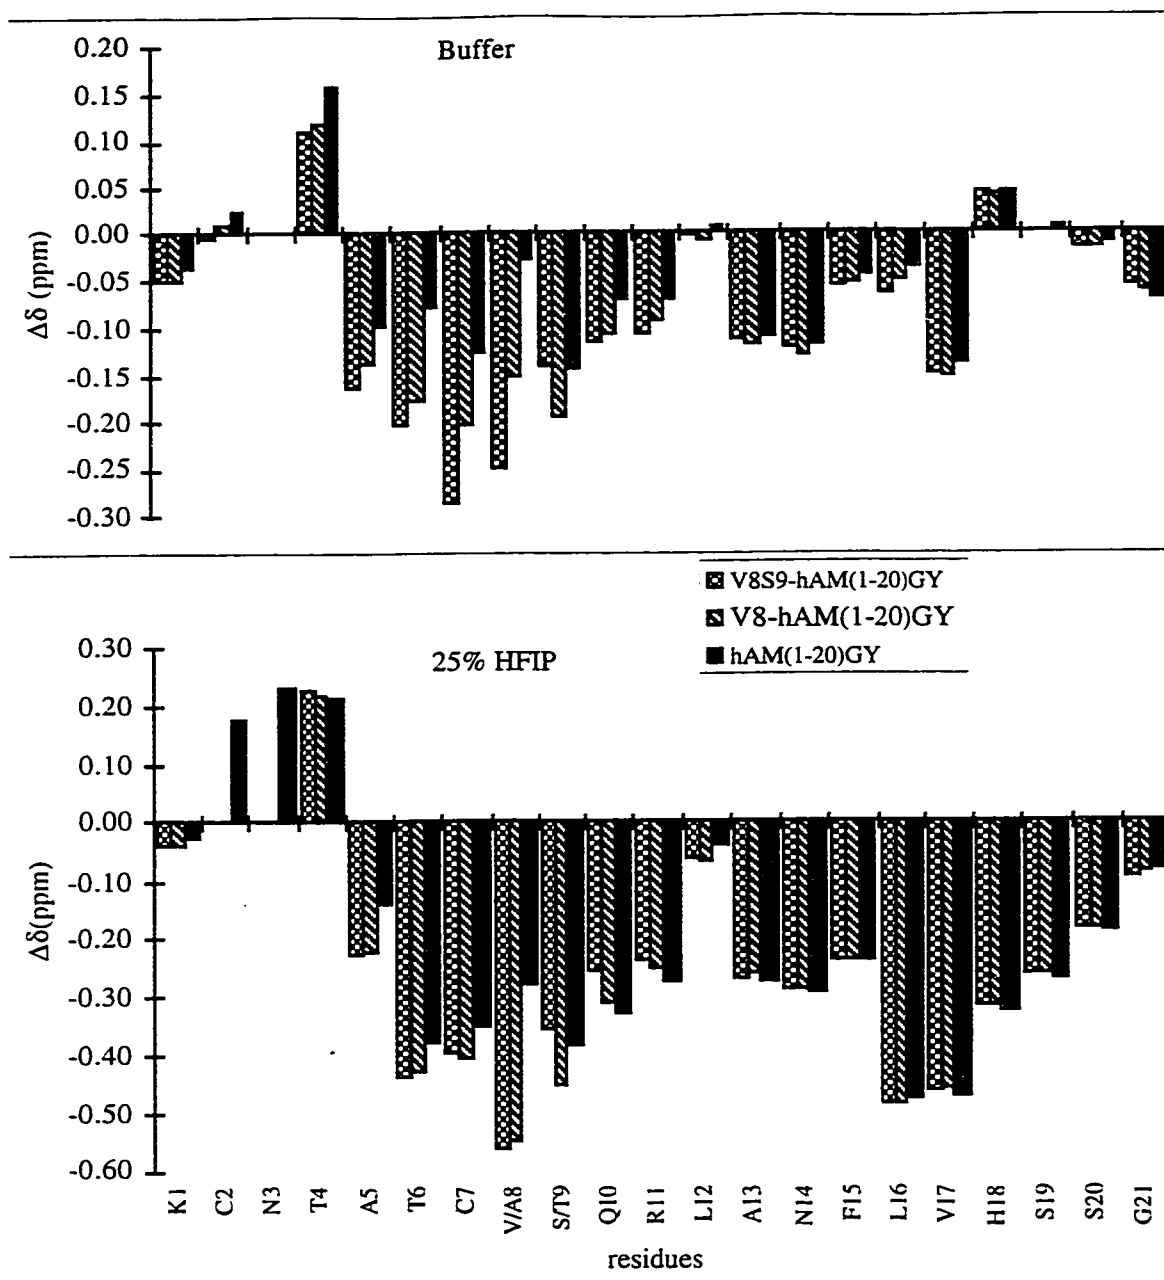 Buffer
0.20
0.15
0.10
0.05
0.00
-0.05
-0.10
-0.15
-0.20
-0.25
-0.30
Δδ (ppm)
V8S9-hAM(1-20)GY
V8-hAM(1-20)GY
hAM(1-20)GY
25% HFIP
0.30
0.20
0.10
0.00
-0.10
-0.20
-0.30
-0.40
-0.50
-0.60
Δδ(ppm)
K1
C2
N3
T4
A5
T6
C7
V/A8
S/T9
Q10
R11
L12
A13
N14
F15
L16
V17
H18
S19
S20
G21
residues